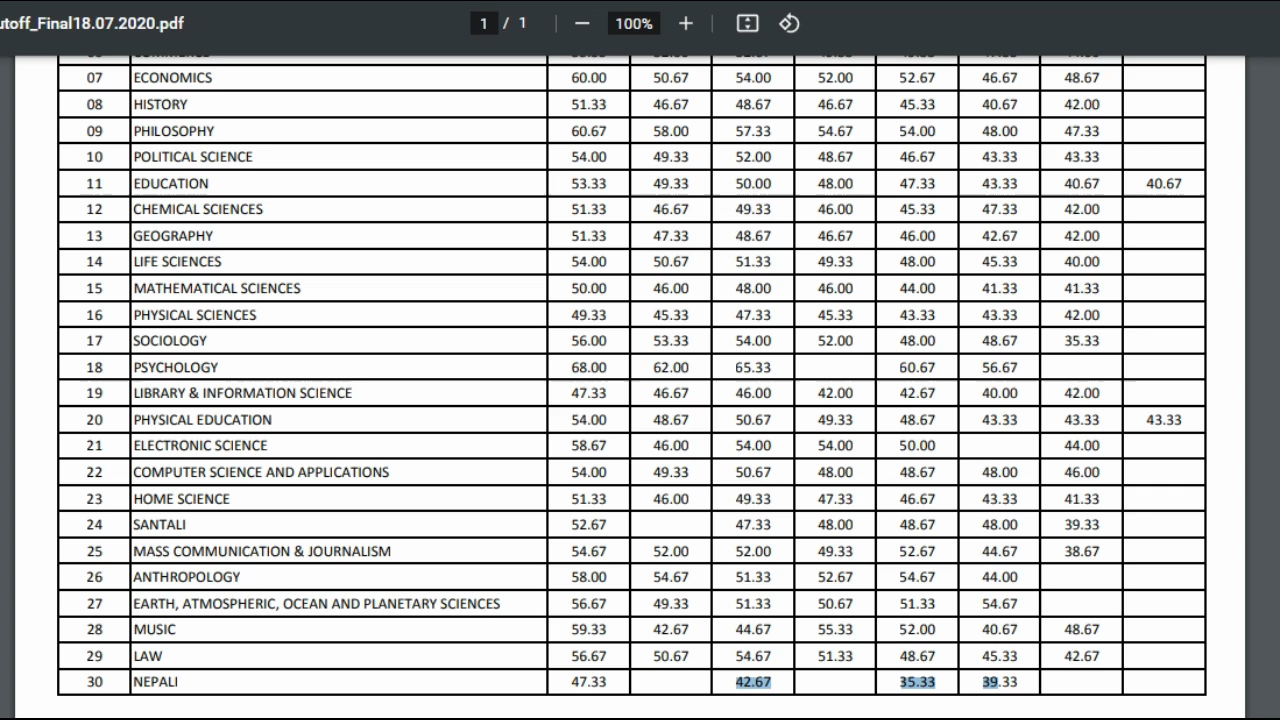 utoff_Final18.07.2020.pdf 1 / 1 100%
07 ECONOMICS 60.00 50.67 54.00 52.00 52.67 46.67 48.67
08 HISTORY 51.33 46.67 48.67 46.67 45.33 40.67 42.00
09 PHILOSOPHY 60.67 58.00 57.33 54.67 54.00 48.00 47.33
10 POLITICAL SCIENCE 54.00 49.33 52.00 48.67 46.67 43.33 43.33
11 EDUCATION 53.33 49.33 50.00 48.00 47.33 43.33 40.67 40.67
12 CHEMICAL SCIENCES 51.33 46.67 49.33 46.00 45.33 47.33 42.00
13 GEOGRAPHY 51.33 47.33 48.67 46.67 46.00 42.67 42.00
14 LIFE SCIENCES 54.00 50.67 51.33 49.33 48.00 45.33 40.00
15 MATHEMATICAL SCIENCES 50.00 46.00 48.00 46.00 44.00 41.33 41.33
16 PHYSICAL SCIENCES 49.33 45.33 47.33 45.33 43.33 43.33 42.00
17 SOCIOLOGY 56.00 53.33 54.00 52.00 48.00 48.67 35.33
18 PSYCHOLOGY 68.00 62.00 65.33 60.67 56.67
19 LIBRARY & INFORMATION SCIENCE 47.33 46.67 46.00 42.00 42.67 40.00 42.00
20 PHYSICAL EDUCATION 54.00 48.67 50.67 49.33 48.67 43.33 43.33 43.33
21 ELECTRONIC SCIENCE 58.67 46.00 54.00 54.00 50.00 44.00
22 COMPUTER SCIENCE AND APPLICATIONS 54.00 49.33 50.67 48.00 48.67 48.00 46.00
23 HOME SCIENCE 51.33 46.00 49.33 47.33 46.67 43.33 41.33
24 SANTALI 52.67 47.33 48.00 48.67 48.00 39.33
25 MASS COMMUNICATION & JOURNALISM 54.67 52.00 52.00 49.33 52.67 44.67 38.67
26 ANTHROPOLOGY 58.00 54.67 51.33 52.67 54.67 44.00
27 EARTH, ATMOSPHERIC, OCEAN AND PLANETARY SCIENCES 56.67 49.33 51.33 50.67 51.33 54.67
28 MUSIC 59.33 42.67 44.67 55.33 52.00 40.67 48.67
29 LAW 56.67 50.67 54.67 51.33 48.67 45.33 42.67
30 NEPALI 47.33 42.67 35.33 39.33